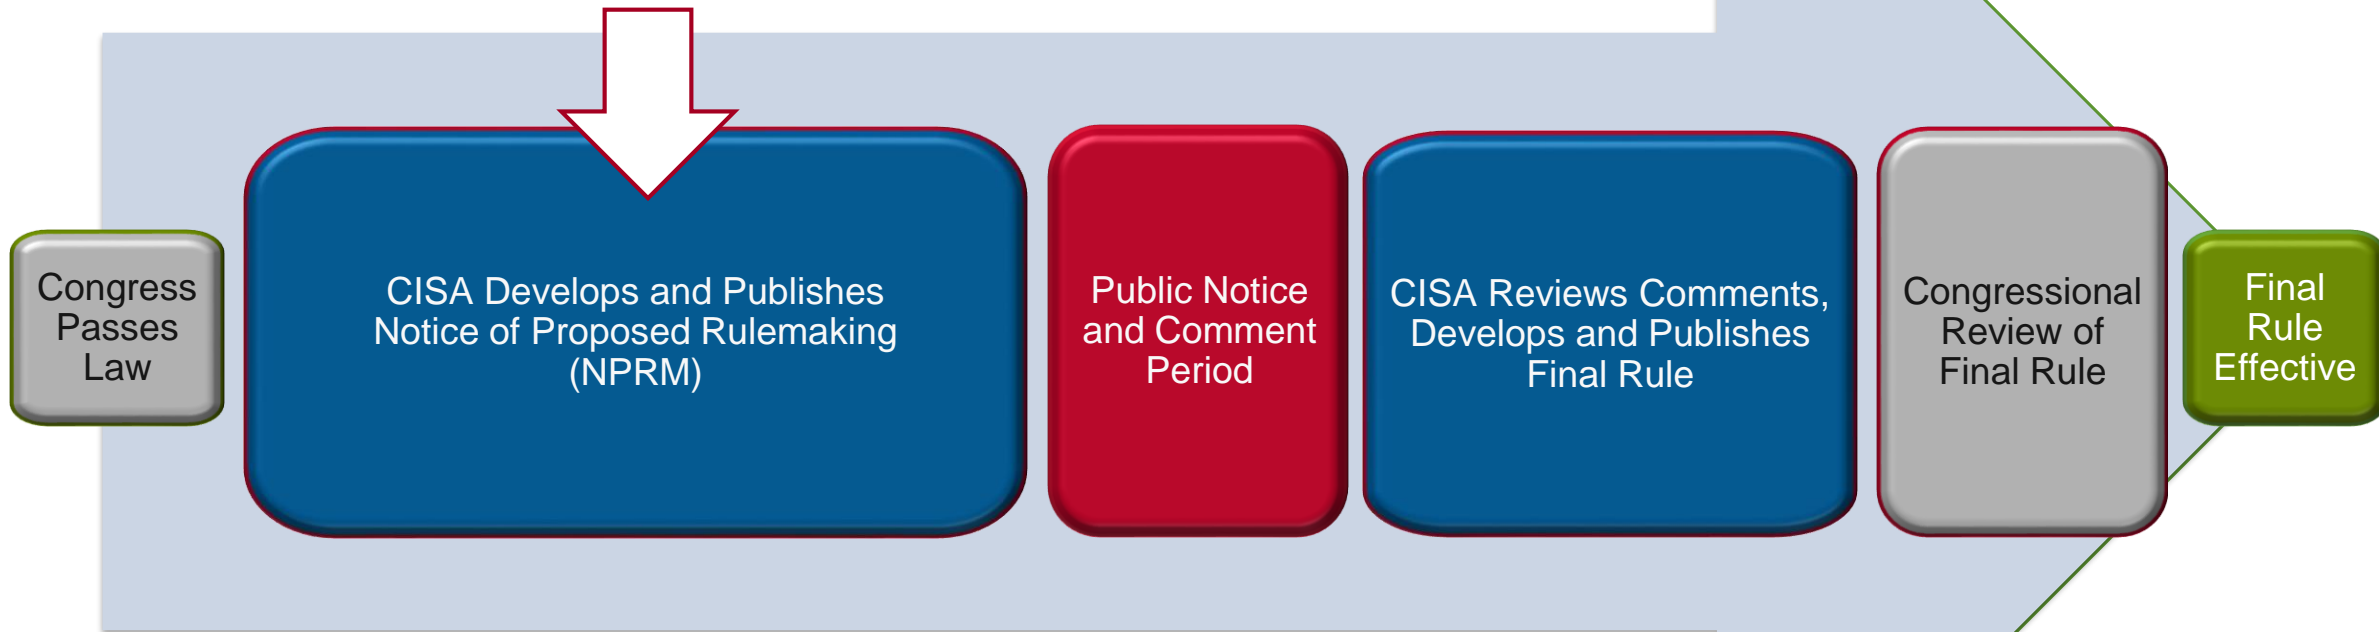 Congress
Passes
Law
CISA Develops and Publishes
Notice of Proposed Rulemaking
(NPRM)
Public Notice
and Comment
Period
CISA Reviews Comments,
Develops and Publishes
Final Rule
Congressional
Review of
Final Rule
Final
Rule
Effective